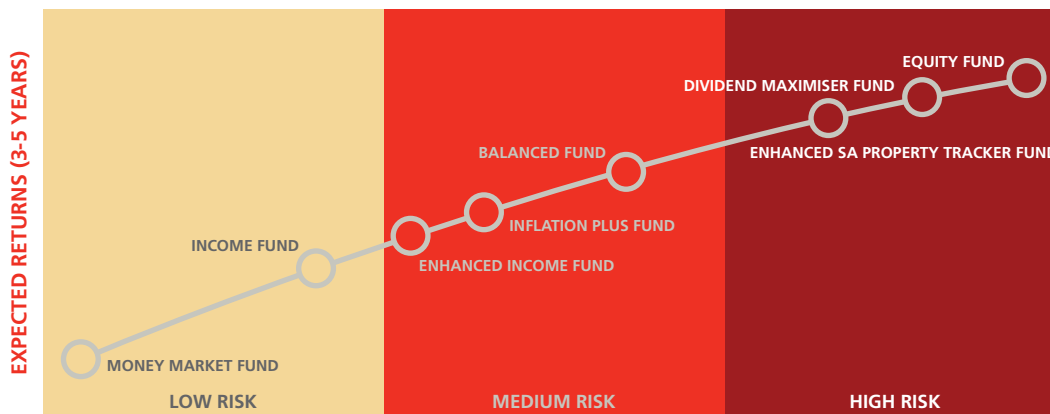 EXPECTED RETURNS (3-5 YEARS)
EQUITY FUND
DIVIDEND MAXIMISER FUND
ENHANCED SA PROPERTY TRACKER FUND
BALANCED FUND
INFLATION PLUS FUND
INCOME FUND
ENHANCED INCOME FUND
MONEY MARKET FUND
LOW RISK
MEDIUM RISK
HIGH RISK